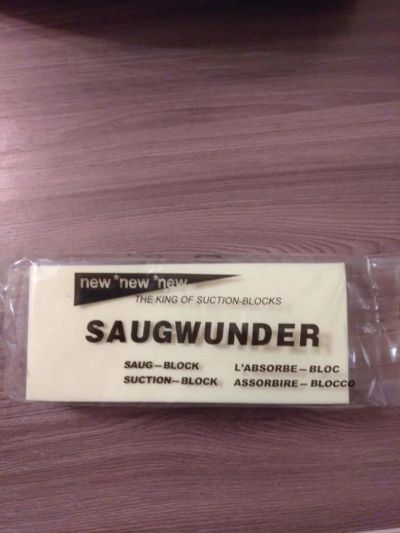 new *new *new
THE KING OF SUCTION-BLOCKS
SAUGWUNDER
SAUG-BLOCK L'ABSORBE-BLOC
SUCTION-BLOCK ASSORBIRE-BLOCCO